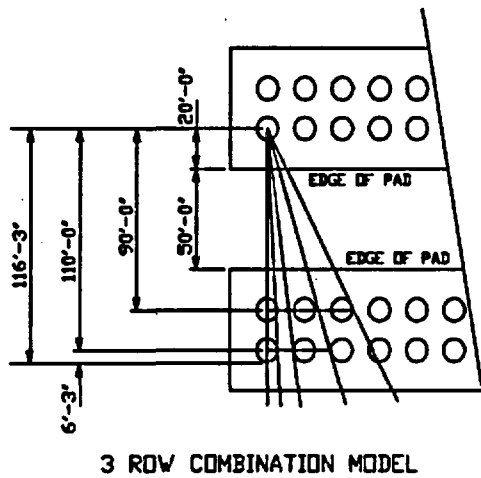 20'-0"
EDGE OF PAD
116'-3"
110'-0"
90'-0"
50'-0"
EDGE OF PAD
6'-3"
3 ROW COMBINATION MODEL